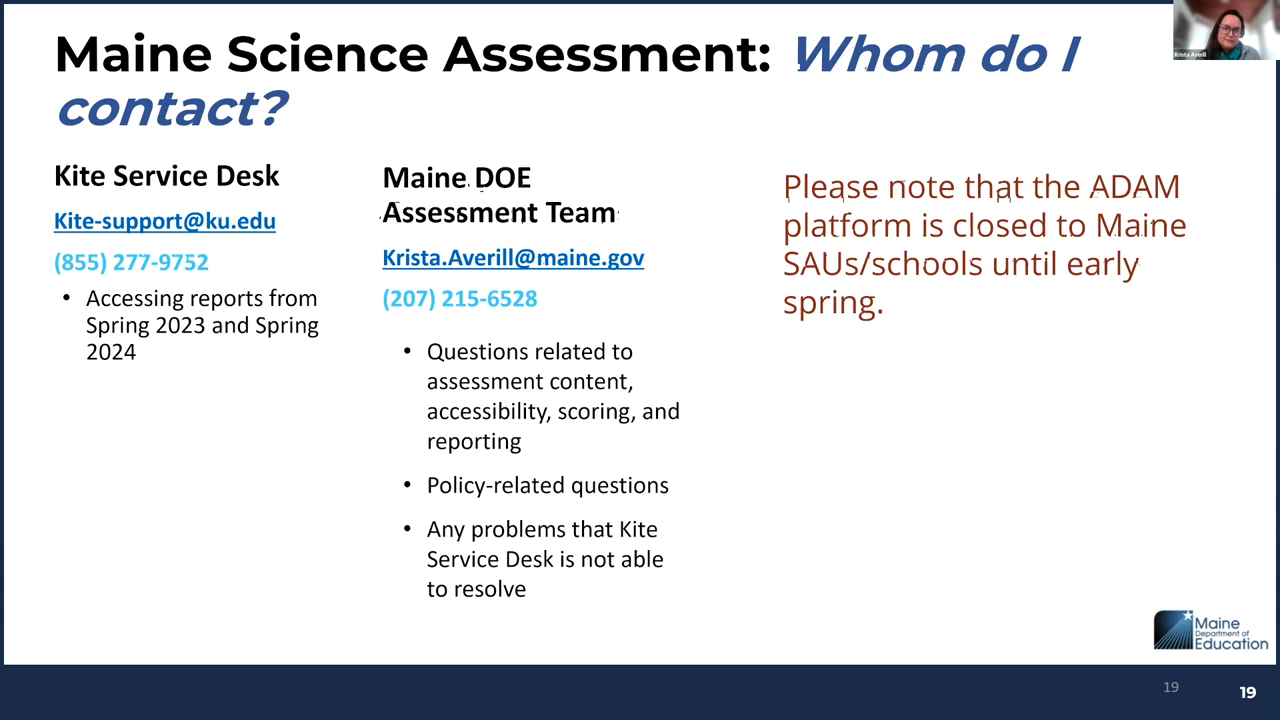 Maine Science Assessment: Whom do I
contact?
Krista Averill
Kite Service Desk
Kite-support@ku.edu
(855) 277-9752
• Accessing reports from
Spring 2023 and Spring
2024
Maine DOE
Assessment Team
Krista.Averill@maine.gov
(207) 215-6528
• Questions related to
assessment content,
accessibility, scoring, and
reporting
• Policy-related questions
• Any problems that Kite
Service Desk is not able
to resolve
Please note that the ADAM
platform is closed to Maine
SAUs/schools until early
spring.
Maine
Department of
Education
19
19